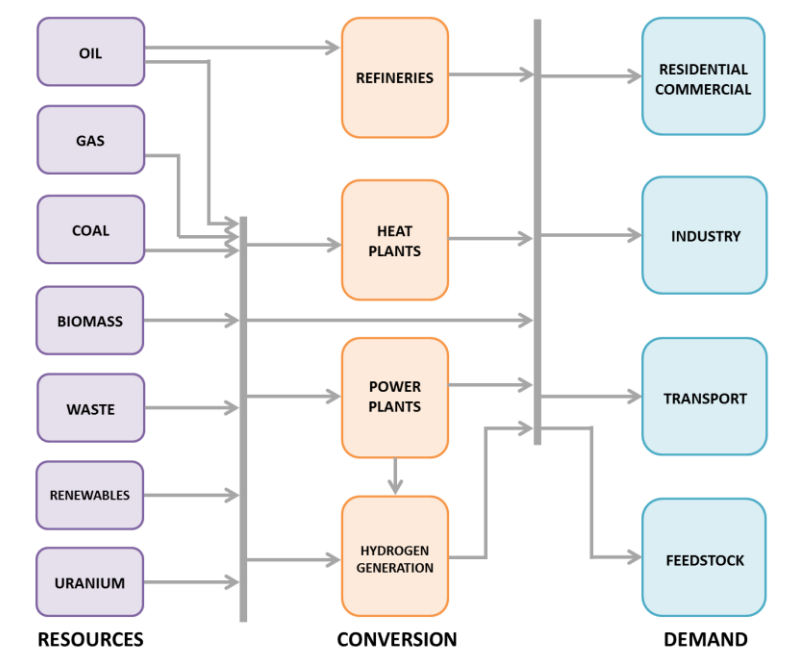 OIL
GAS
COAL
BIOMASS
WASTE
RENEWABLES
URANIUM
RESOURCES
REFINERIES
HEAT
PLANTS
POWER
PLANTS
HYDROGEN
GENERATION
CONVERSION
RESIDENTIAL
COMMERCIAL
INDUSTRY
TRANSPORT
FEEDSTOCK
DEMAND